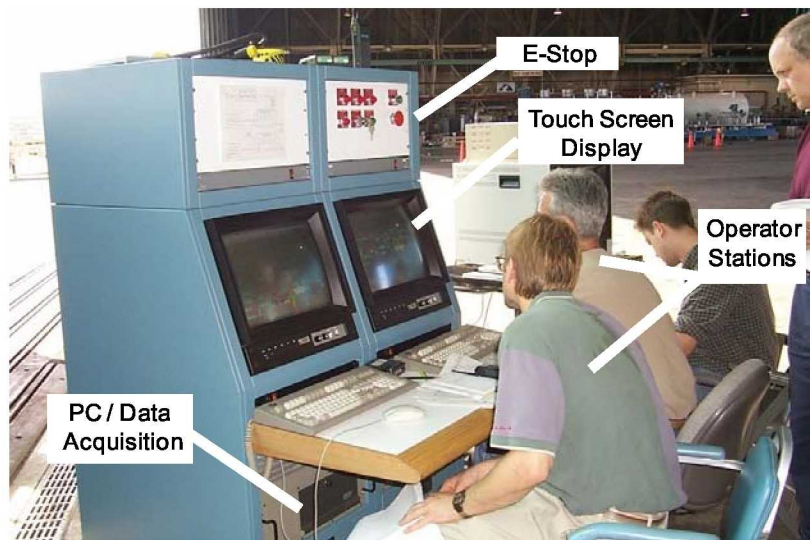 E-Stop
Touch Screen
Display
Operator
Stations
PC / Data
Acquisition